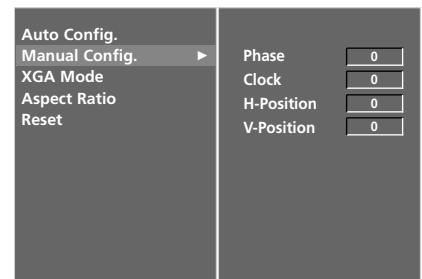 Auto Config.
Manual Config. ►
XGA Mode
Aspect Ratio
Reset
Phase 0
Clock 0
H-Position 0
V-Position 0